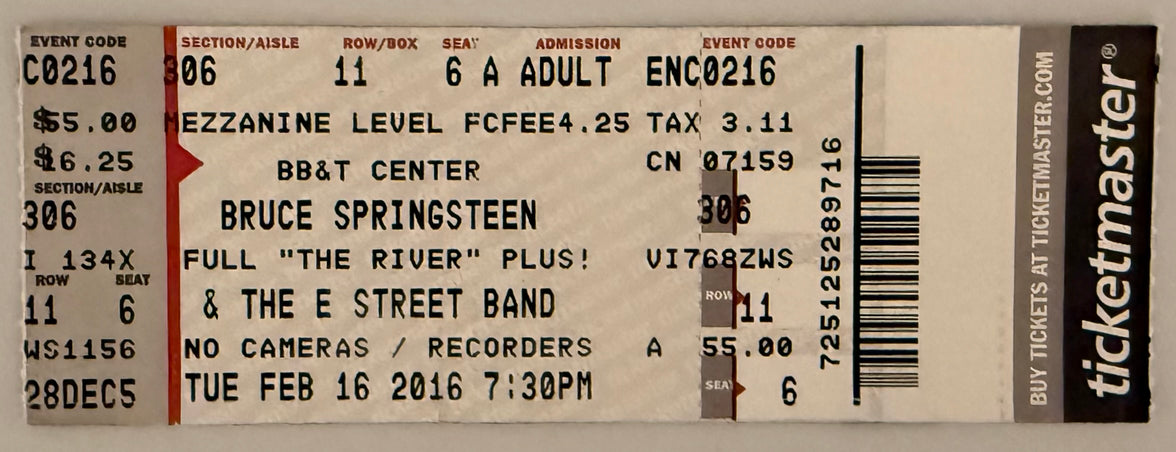 EVENT CODE
C0216
$55.00
$16.25
SECTION/AISLE
306
I 134X
ROW SEAT
11 6
WS1156
28DEC5
SECTION/AISLE ROW/BOX SEAT ADMISSION EVENT CODE
306 11 6 A ADULT ENC0216
MEZZANINE LEVEL FCFEE4.25 TAX 3.11
BB&T CENTER CN 07159
BRUCE SPRINGSTEEN 306
FULL "THE RIVER" PLUS! VI768ZWS
& THE E STREET BAND ROW 11
NO CAMERAS / RECORDERS A 55.00
TUE FEB 16 2016 7:30PM SEAT 6
7251252589716
BUY TICKETS AT TICKETMASTER.COM
ticketmaster®